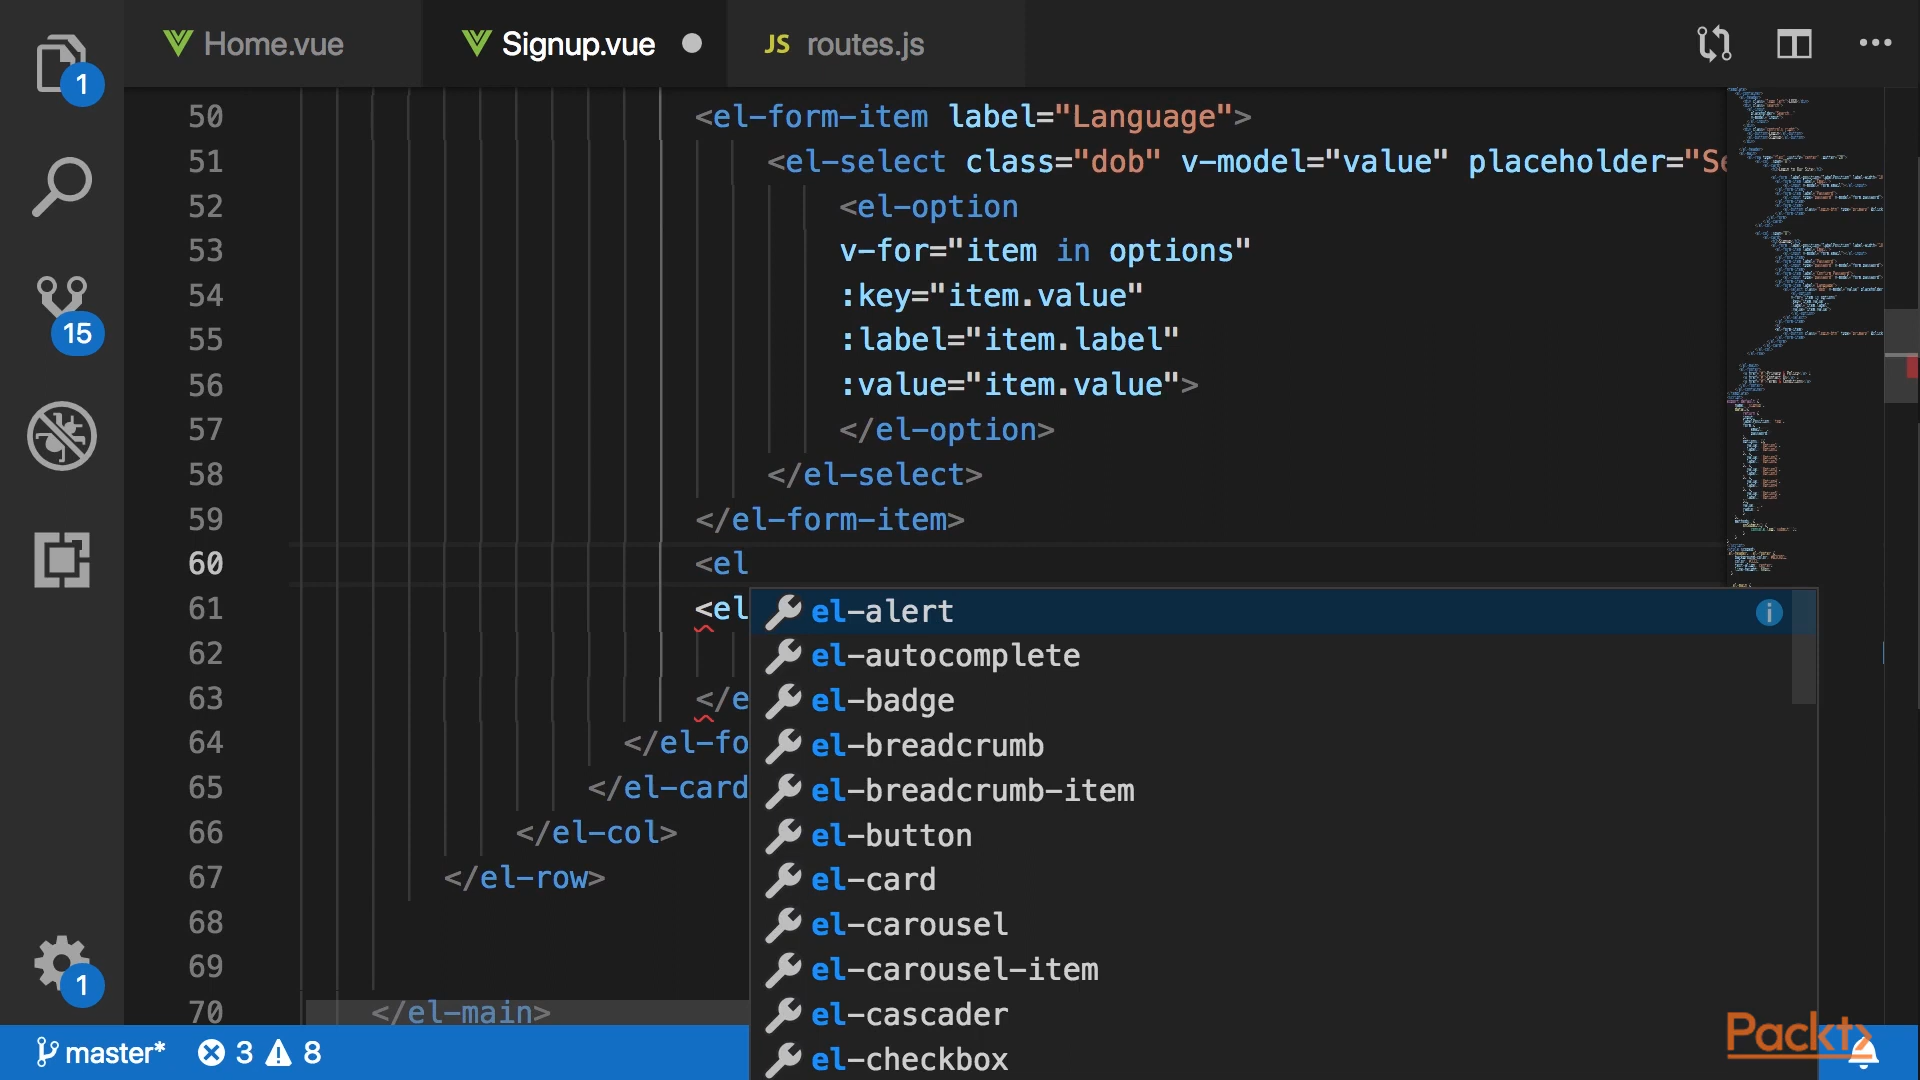 Home.vue
Signup.vue
JS routes.js
1
50 <el-form-item label="Language">
51 <el-select class="dob" v-model="value" placeholder="Se
52 <el-option
53 v-for="item in options"
54 :key="item.value"
55 :label="item.label"
56 :value="item.value">
57 </el-option>
58 </el-select>
59 </el-form-item>
60 <el
61 <el
62
63 </e
64 </el-fo
65 </el-card
66 </el-col>
67 </el-row>
68
69
70 </el-main>
15
1
el-alert
el-autocomplete
el-badge
el-breadcrumb
el-breadcrumb-item
el-button
el-card
el-carousel
el-carousel-item
el-cascader
el-checkbox
master* 3 8
Packt>